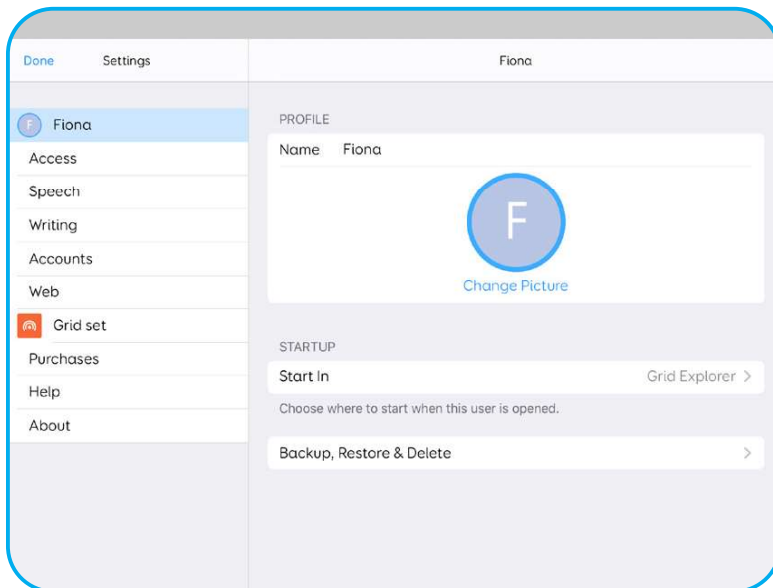 Done Settings
Fiona
F Fiona
Access
Speech
Writing
Accounts
Web
Grid set
Purchases
Help
About
PROFILE
Name Fiona
F
Change Picture
STARTUP
Start In Grid Explorer >
Choose where to start when this user is opened.
Backup, Restore & Delete >